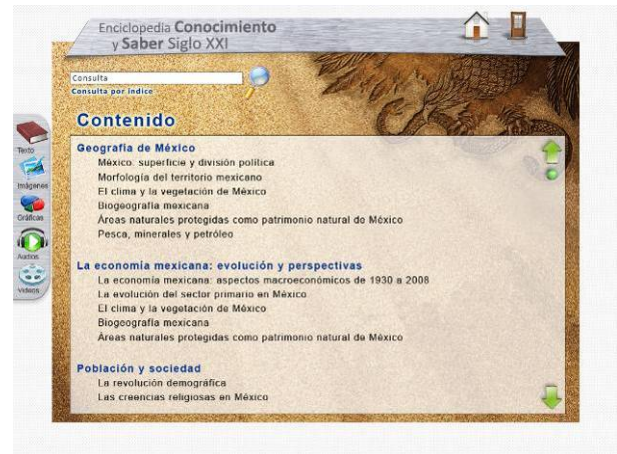 Enciclopedia Conocimiento
y Saber Siglo XXI
Consulta
Consulta por índice
Contenido
Texto
Imágenes
Gráficas
Audios
Videos
Geografía de México
México: superficie y división política
Morfología del territorio mexicano
El clima y la vegetación de México
Biogeografía mexicana
Áreas naturales protegidas como patrimonio natural de México
Pesca, minerales y petróleo
La economía mexicana: evolución y perspectivas
La economía mexicana: aspectos macroeconómicos de 1930 a 2008
La evolución del sector primario en México
El clima y la vegetación de México
Biogeografía mexicana
Áreas naturales protegidas como patrimonio natural de México
Población y sociedad
La revolución demográfica
Las creencias religiosas en México